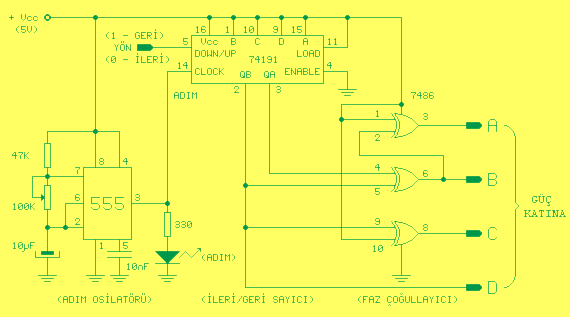 + Vcc
(5V)
(1 - GERİ)
YÖN
(0 - İLERİ)
16 1 10 9 15
Vcc B C D A
5 DOWN/UP LOAD 11
74191
14 CLOCK ENABLE 4
QB QA
2 3
ADIM
7486
1 3 A
2
4 6 B
5
9 8 C
10
D
GÜÇ
KATINA
47K
100K
10µF
8 4
7
555
6
3
2
1 5
10nF
330
(ADIM)
(ADIM OSİLATÖRÜ) (İLERİ/GERİ SAYICI) (FAZ ÇOĞULLAYICI)